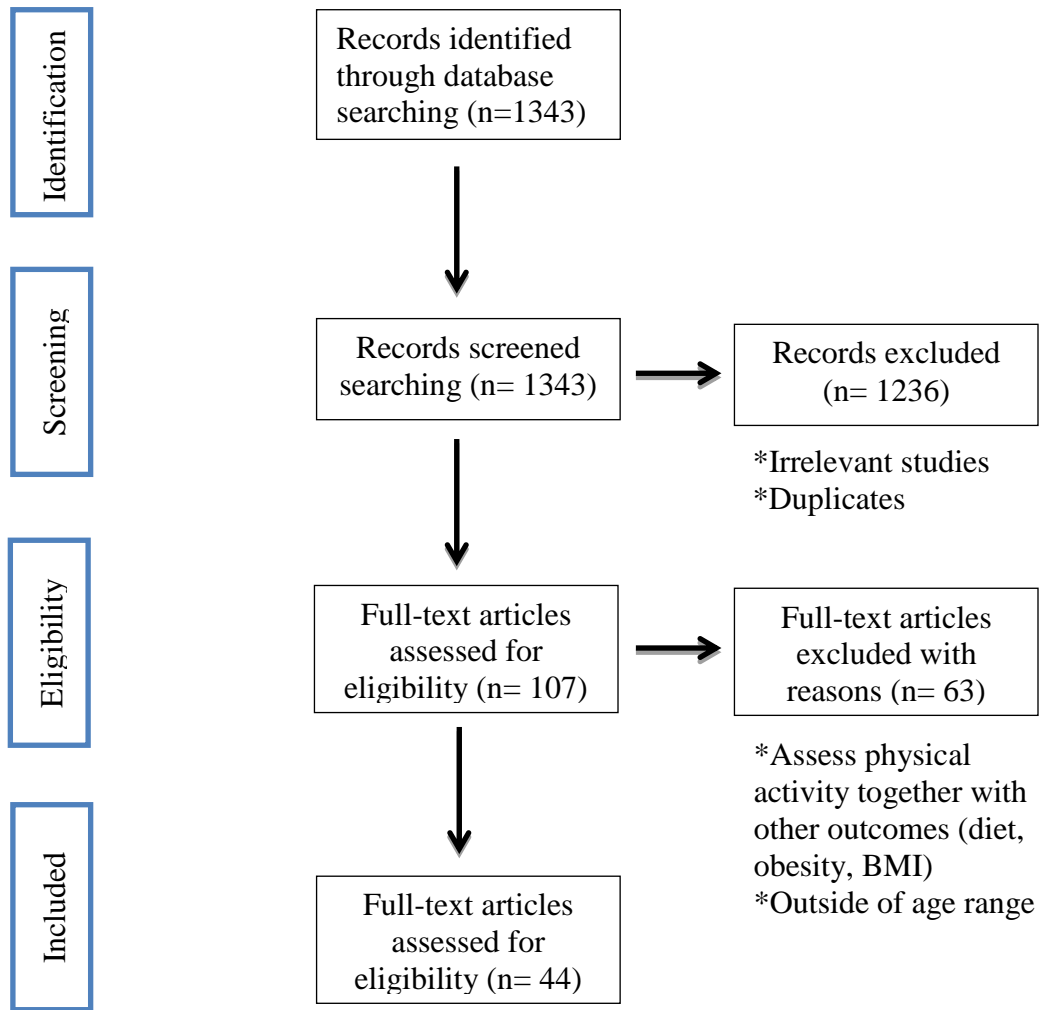 Identification
Records identified
through database
searching (n=1343)
Screening
Records screened
searching (n= 1343)
Records excluded
(n= 1236)
*Irrelevant studies
*Duplicates
Eligibility
Full-text articles
assessed for
eligibility (n= 107)
Full-text articles
excluded with
reasons (n= 63)
*Assess physical
activity together with
other outcomes (diet,
obesity, BMI)
*Outside of age range
Included
Full-text articles
assessed for
eligibility (n= 44)